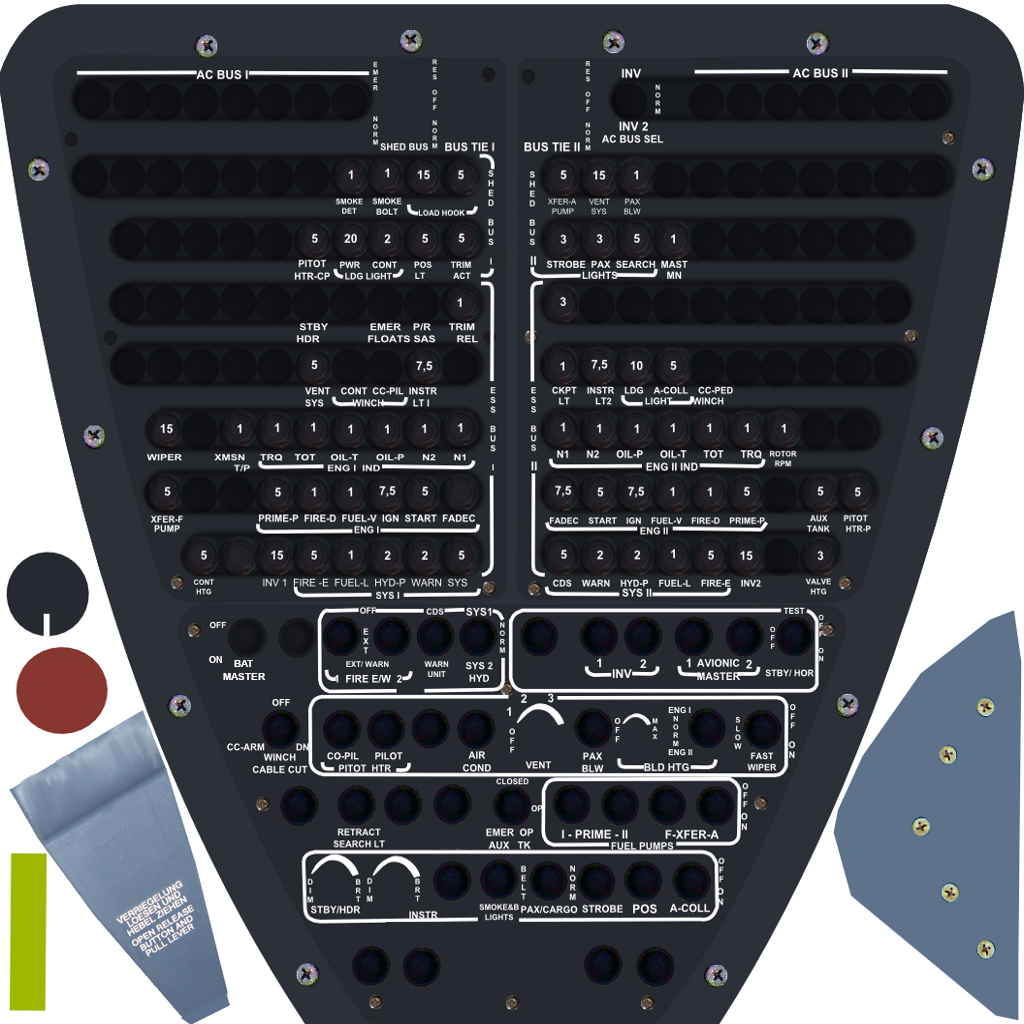 AC BUS I
EMER NORM
RES OFF NORM
RES OFF NORM
INV
NORM
AC BUS II
INV 2
AC BUS SEL
SHED BUS
BUS TIE I
BUS TIE II
1 1 15 5
5 15 1
SMOKE DET
SMOKE BOLT
LOAD HOOK
SHED BUS I
SHED BUS II
XFER-A PUMP
VENT SYS
PAX BLW
5 20 2 5 5
3 3 5 1
PITOT HTR-CP
PWR CONT
LDG LIGHT
POS LT
TRIM ACT
STROBE PAX SEARCH
LIGHTS
MAST MN
1
3
STBY HDR
EMER FLOATS
P/R SAS
TRIM REL
5 7,5
1 7,5 10 5
VENT SYS
CONT CC-PIL
WINCH
INSTR LT I
ESS BUS I
ESS BUS II
CKPT LT
INSTR LT2
LDG A-COLL
LIGHT
CC-PED
WINCH
15 1 1 1 1 1 1 1
1 1 1 1 1 1 1
WIPER
XMSN T/P
TRQ TOT OIL-T OIL-P N2 N1
ENG I IND
N1 N2 OIL-P OIL-T TOT TRQ
ENG II IND
ROTOR RPM
5 5 1 1 7,5 5
7,5 5 7,5 1 1 5 5 5
XFER-F PUMP
PRIME-P FIRE-D FUEL-V IGN START FADEC
ENG I
FADEC START IGN FUEL-V FIRE-D PRIME-P
ENG II
AUX TANK
PITOT HTR-P
5 15 5 1 2 2 5
5 2 2 1 5 15 3
CONT HTG
INV 1 FIRE -E FUEL-L HYD-P WARN SYS
SYS I
CDS WARN HYD-P FUEL-L FIRE-E INV2
SYS II
VALVE HTG
OFF
ON
BAT MASTER
OFF
EXT
CDS
SYS1
NORM
EXT/ WARN
1 FIRE E/W 2
WARN UNIT
SYS 2
HYD
TEST
OFF
OFF ON
1 2
INV
1 AVIONIC 2
MASTER
STBY/ HOR
OFF
CC-ARM DN
WINCH
CABLE CUT
CO-PIL PILOT
PITOT HTR
AIR COND
1 2 3
OFF
VENT
PAX BLW
OFF MAX
ENG I
NORM
ENG II
BLD HTG
SLOW
FAST
WIPER
OFF ON
RETRACT
SEARCH LT
CLOSED
OP
EMER OP
AUX TK
I - PRIME - II
F-XFER-A
FUEL PUMPS
OFF ON
DIM BRT
STBY/HDR
DIM BRT
INSTR
SMOKE&B
LIGHTS
BELT
PAX/CARGO
NORM
STROBE
POS
A-COLL
OFF ON
VERRIEGELUNG
LOESEN UND
HEBEL ZIEHEN
OPEN RELEASE
BUTTON AND
PULL LEVER